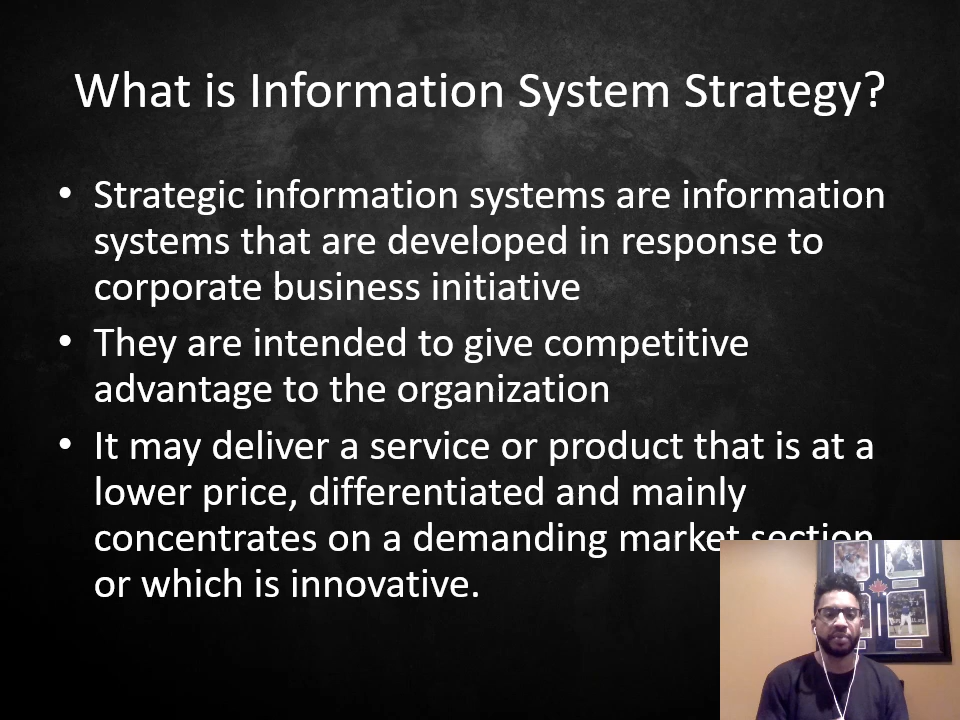 What is Information System Strategy?
• Strategic information systems are information
systems that are developed in response to
corporate business initiative
• They are intended to give competitive
advantage to the organization
• It may deliver a service or product that is at a
lower price, differentiated and mainly
concentrates on a demanding market section
or which is innovative.